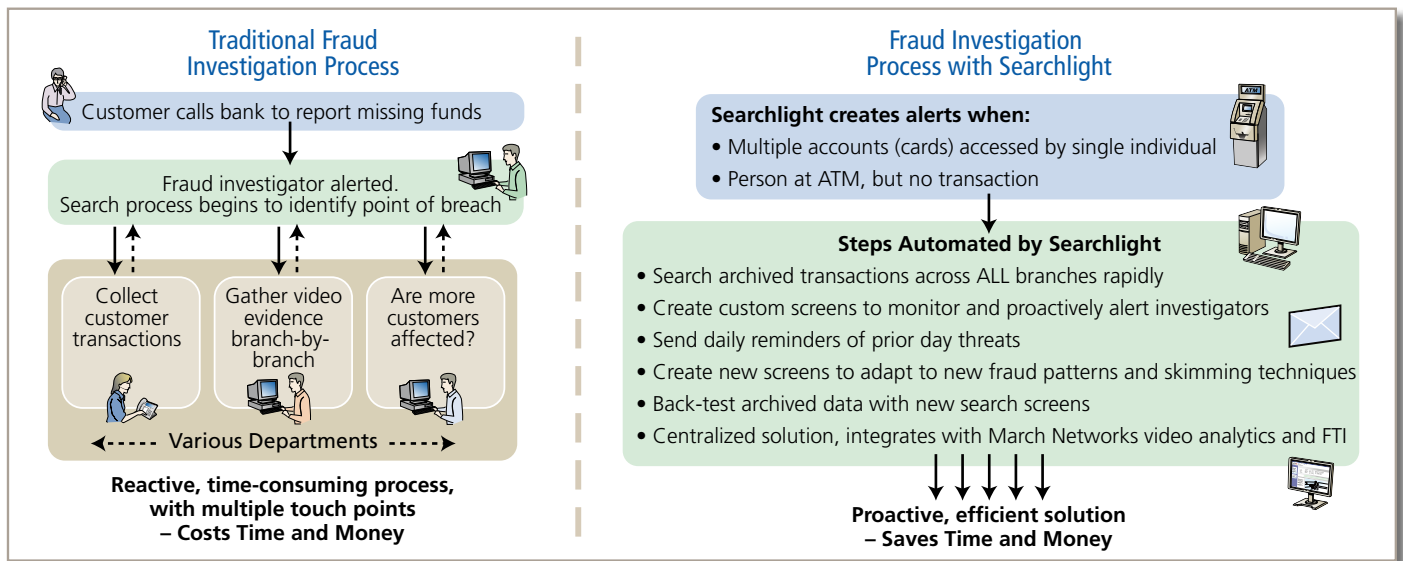 Traditional Fraud
Investigation Process
Customer calls bank to report missing funds
Fraud investigator alerted.
Search process begins to identify point of breach
Collect
customer
transactions
Gather video
evidence
branch-by-
branch
Are more
customers
affected?
Various Departments
Reactive, time-consuming process,
with multiple touch points
– Costs Time and Money
Fraud Investigation
Process with Searchlight
ATM
Searchlight creates alerts when:
• Multiple accounts (cards) accessed by single individual
• Person at ATM, but no transaction
Steps Automated by Searchlight
• Search archived transactions across ALL branches rapidly
• Create custom screens to monitor and proactively alert investigators
• Send daily reminders of prior day threats
• Create new screens to adapt to new fraud patterns and skimming techniques
• Back-test archived data with new search screens
• Centralized solution, integrates with March Networks video analytics and FTI
Proactive, efficient solution
– Saves Time and Money